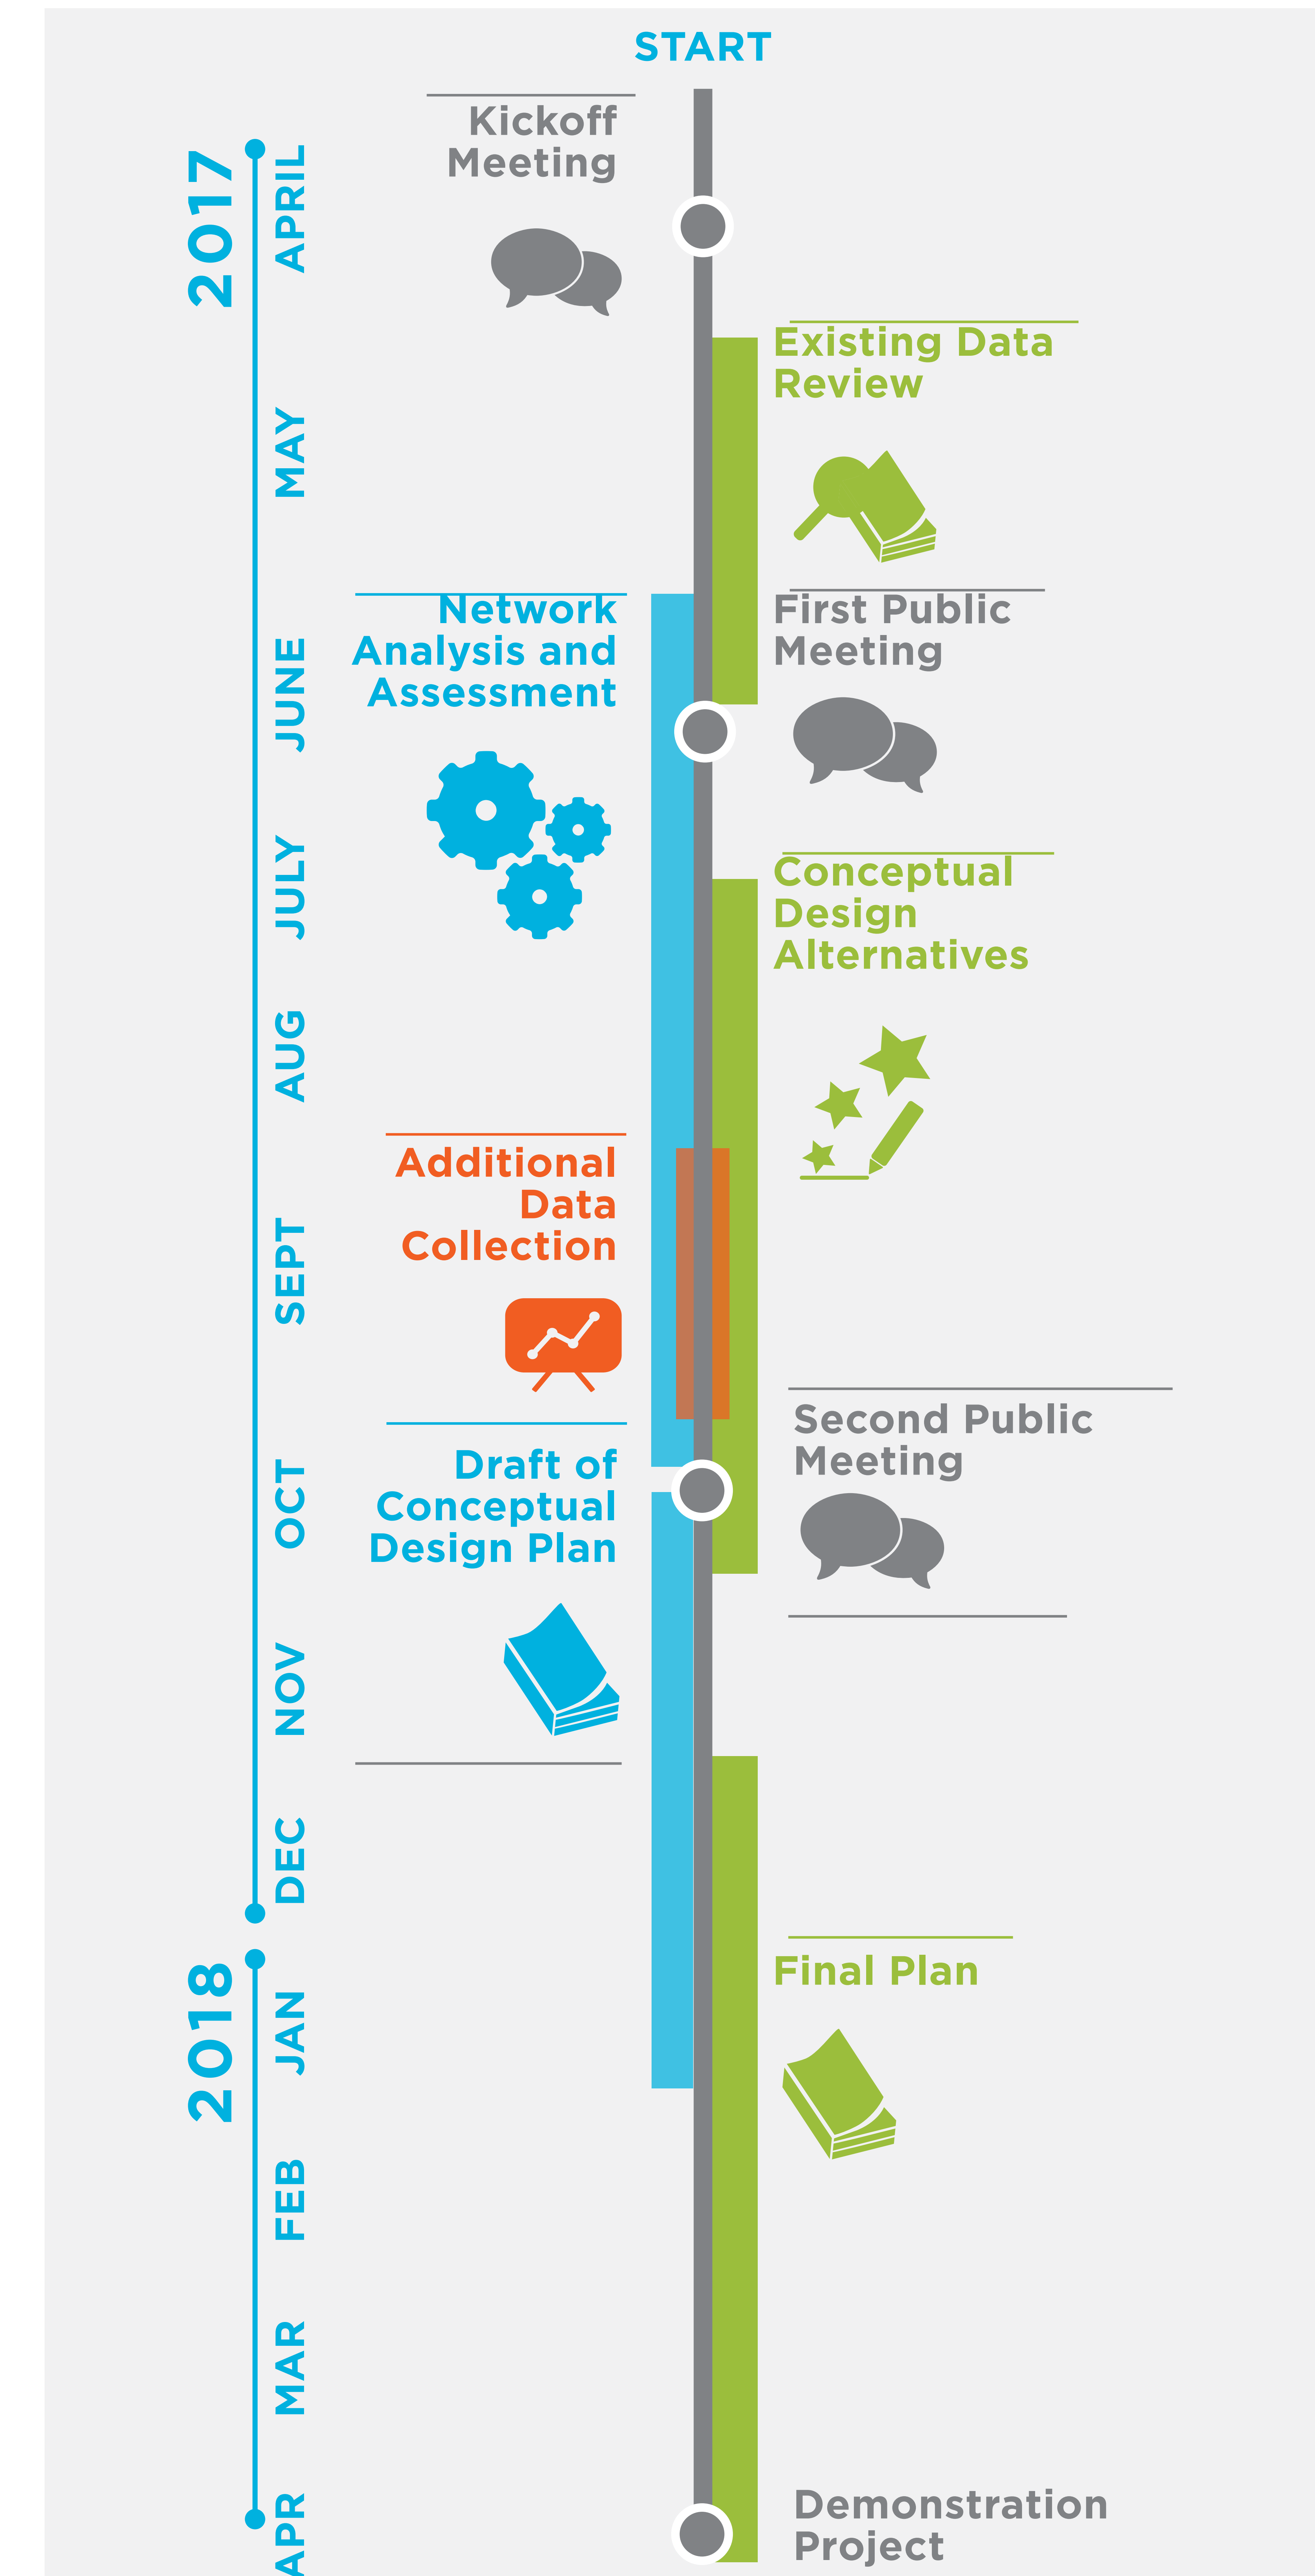 START
Kickoff
Meeting
2017
APRIL
Existing Data
Review
MAY
Network
Analysis and
Assessment
First Public
Meeting
JUNE
JULY
Conceptual
Design
Alternatives
AUG
Additional
Data
Collection
SEPT
Second Public
Meeting
Draft of
Conceptual
Design Plan
OCT
NOV
DEC
2018
JAN
Final Plan
FEB
MAR
Demonstration
Project
APR